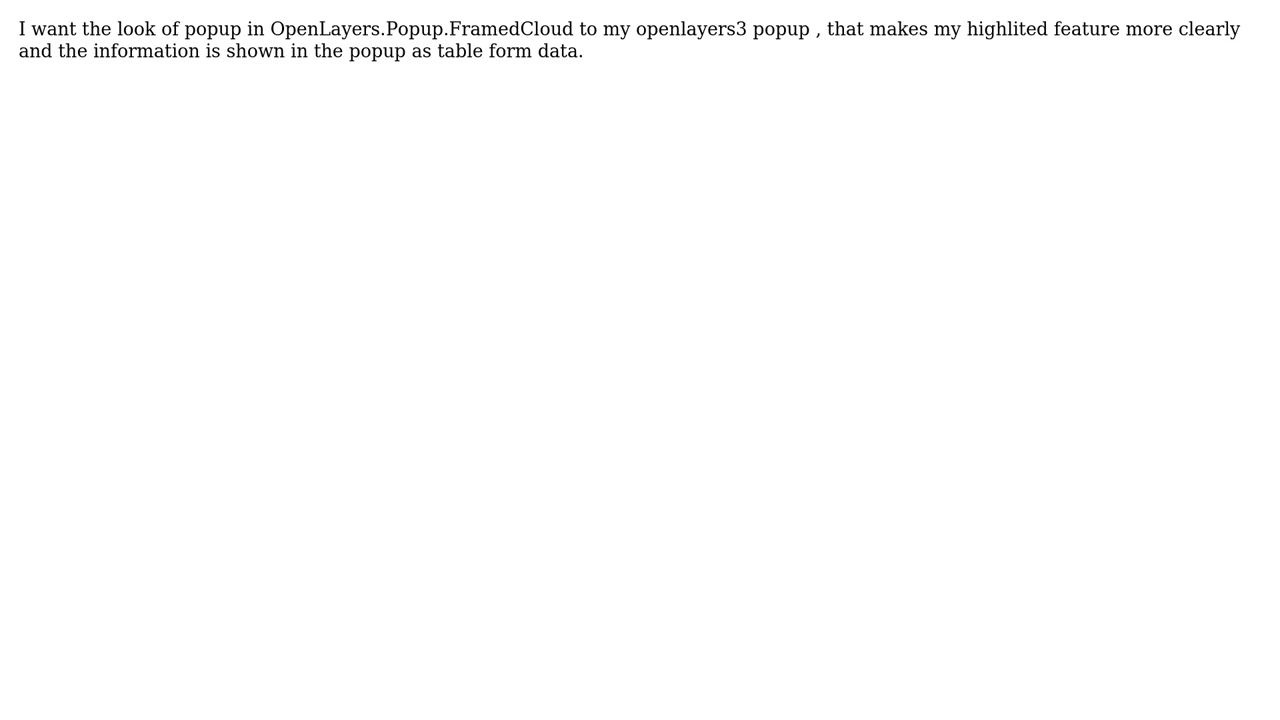 I want the look of popup in OpenLayers.Popup.FramedCloud to my openlayers3 popup , that makes my highlited feature more clearly
and the information is shown in the popup as table form data.